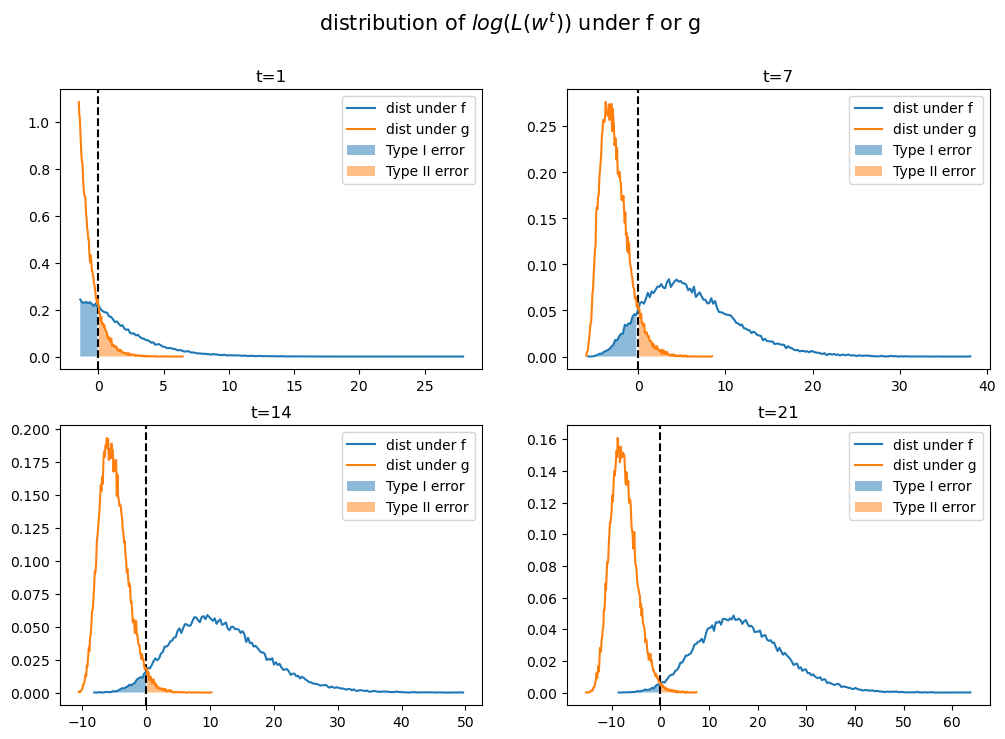 distribution of log(L(wᵗ)) under f or g
t=1
1.0
0.8
0.6
0.4
0.2
0.0
0 5 10 15 20 25
dist under f
dist under g
Type I error
Type II error
t=7
0.25
0.20
0.15
0.10
0.05
0.00
0 10 20 30 40
dist under f
dist under g
Type I error
Type II error
t=14
0.200
0.175
0.150
0.125
0.100
0.075
0.050
0.025
0.000
−10 0 10 20 30 40 50
dist under f
dist under g
Type I error
Type II error
t=21
0.16
0.14
0.12
0.10
0.08
0.06
0.04
0.02
0.00
−10 0 10 20 30 40 50 60
dist under f
dist under g
Type I error
Type II error